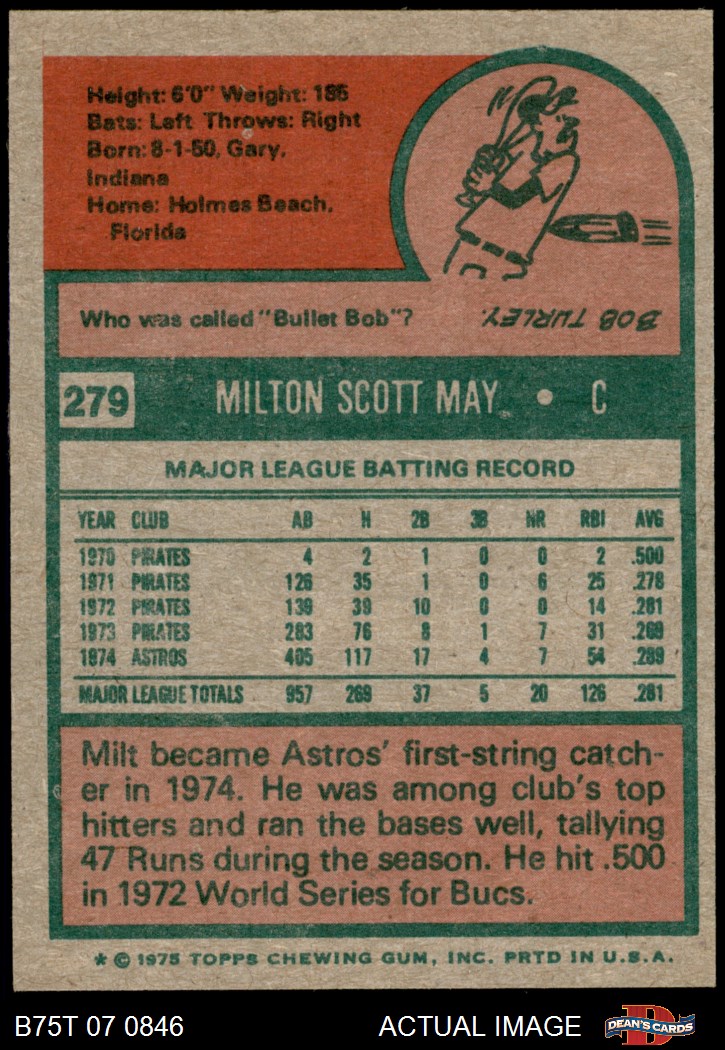 Height: 6'0" Weight: 185
Bats: Left Throws: Right
Born: 8-1-50, Gary,
Indiana
Home: Holmes Beach,
Florida
C
Who was called "Bullet Bob"?
BOB TURLEY.
279 MILTON SCOTT MAY • C
MAJOR LEAGUE BATTING RECORD
YEAR CLUB AB H 2B 3B HR RBI AVG
1970 PIRATES 4 2 1 0 0 2 .500
1971 PIRATES 126 35 1 0 6 25 .278
1972 PIRATES 139 39 10 0 0 14 .281
1973 PIRATES 283 76 8 1 7 31 .269
1974 ASTROS 405 117 17 4 7 54 .289
MAJOR LEAGUE TOTALS 957 269 37 5 20 126 .281
Milt became Astros' first-string catch-
er in 1974. He was among club's top
hitters and ran the bases well, tallying
47 Runs during the season. He hit .500
in 1972 World Series for Bucs.
* © 1975 TOPPS CHEWING GUM, INC. PRTD IN U.S.A.
B75T 07 0846 ACTUAL IMAGE DEAN'S CARDS